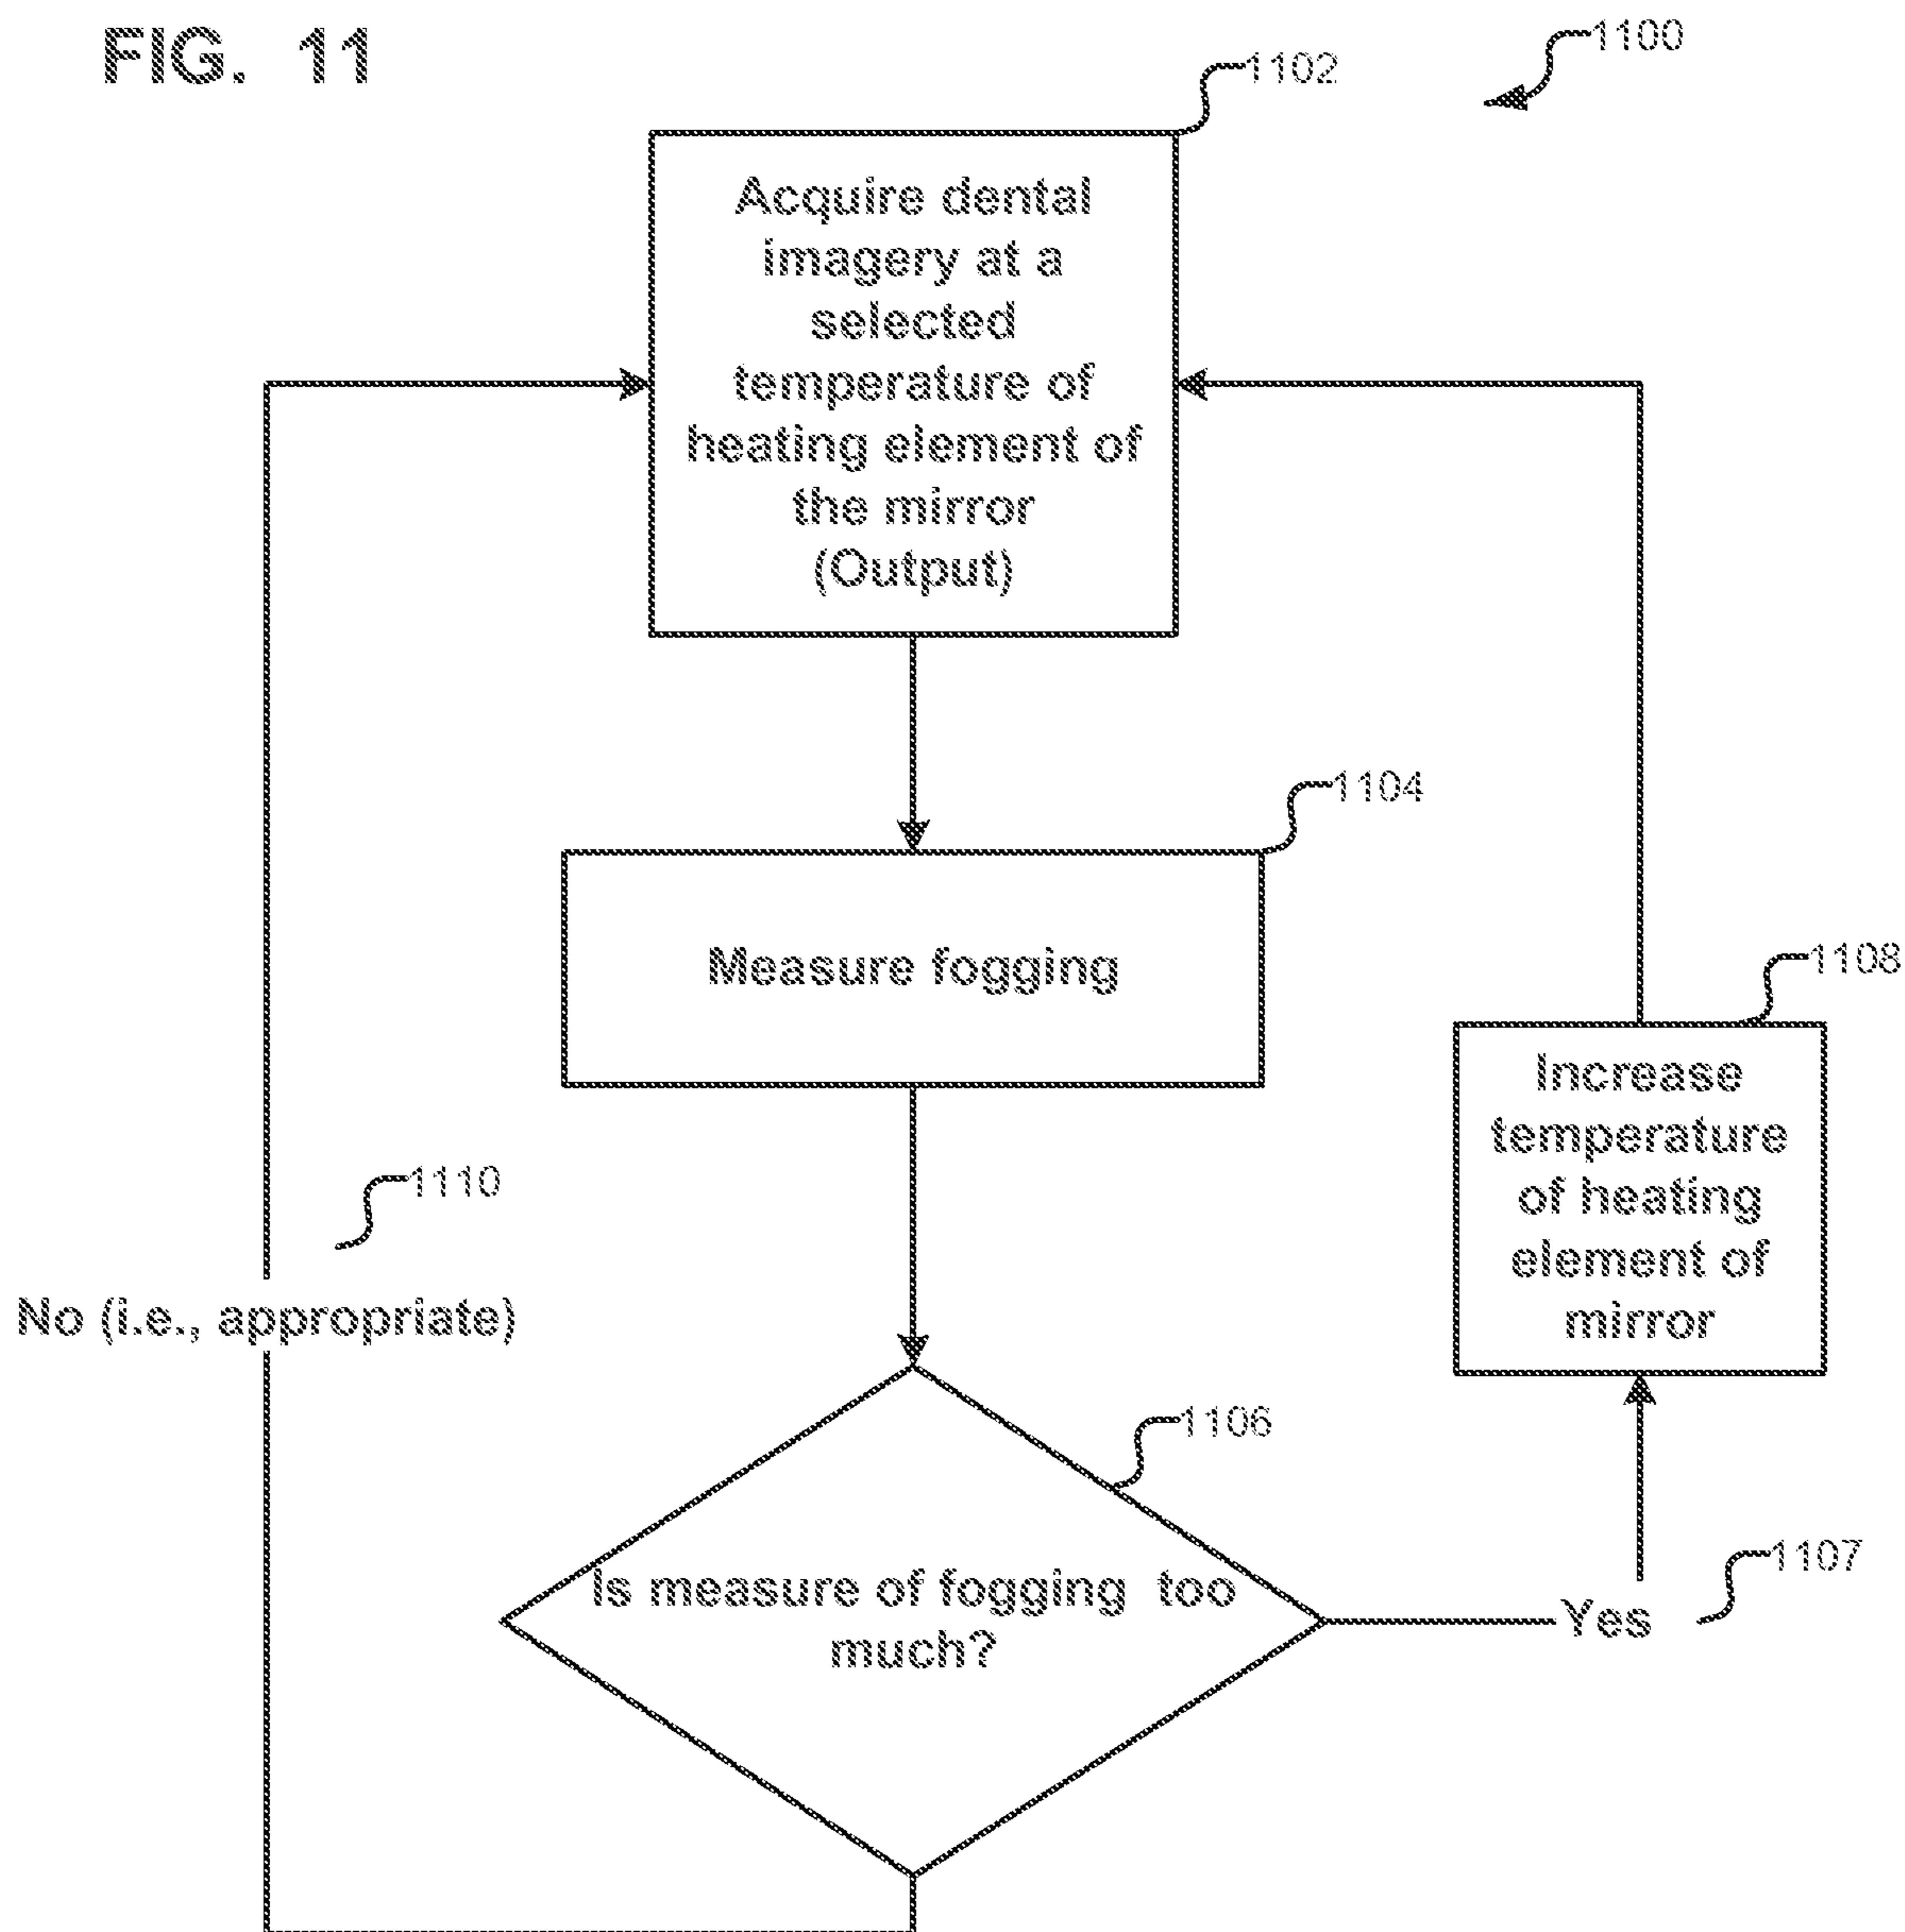 FIG. 11
1100
1102
Acquire dental
imagery at a
selected
temperature of
heating element of
the mirror
(Output)
1104
Measure fogging
1108
Increase
temperature
of heating
element of
mirror
1110
No (i.e., appropriate)
1106
Is measure of fogging too
much?
1107
Yes